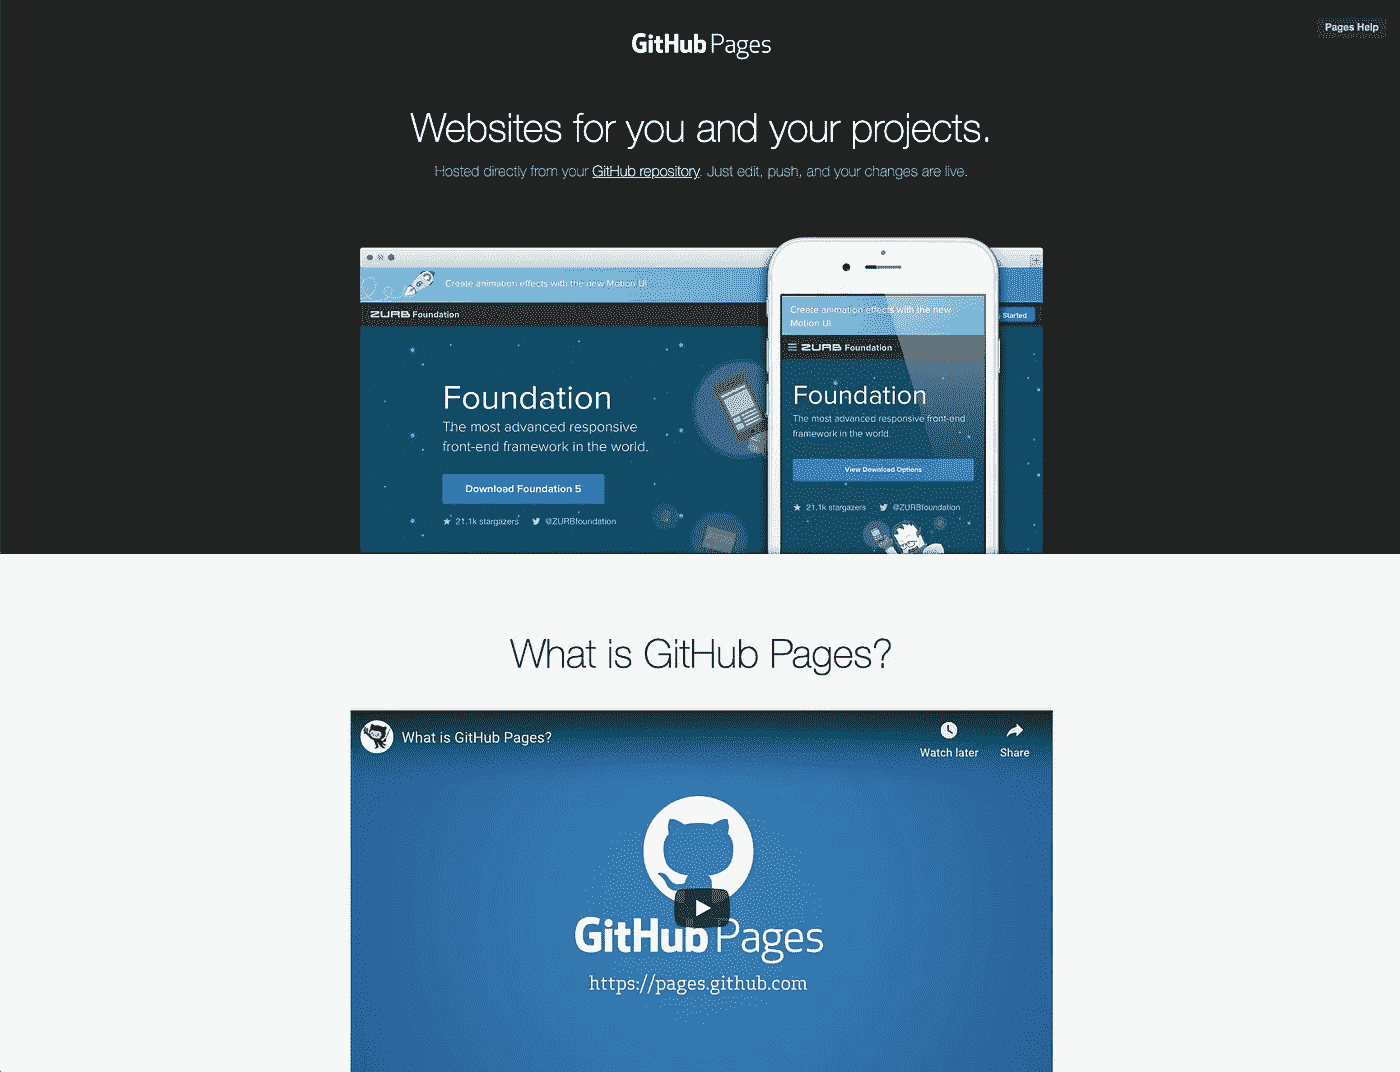 Pages Help
GitHub Pages
Websites for you and your projects.
Hosted directly from your GitHub repository. Just edit, push, and your changes are live.
Create animation effects with the new Motion UI
ZURB Foundation
Foundation
The most advanced responsive
front-end framework in the world.
Download Foundation 5
21.1k stargazers @ZURBfoundation
Create animation effects with the new
Motion UI
ZURB Foundation
Started
Foundation
The most advanced responsive front-end
framework in the world.
View Download Options
21.1k stargazers @ZURBfoundation
What is GitHub Pages?
What is GitHub Pages?
Watch later
Share
GitHub Pages
https://pages.github.com